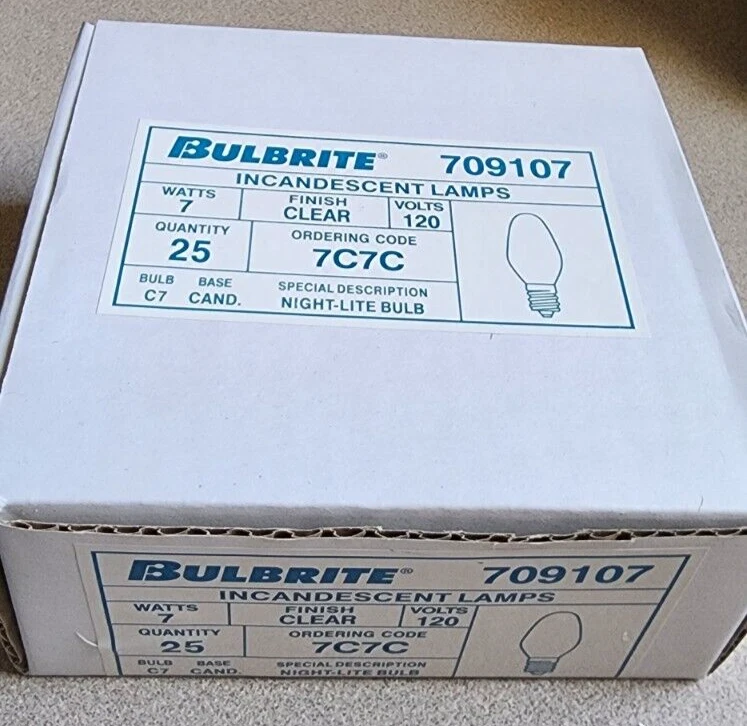 BULBRITE® 709107
INCANDESCENT LAMPS
WATTS FINISH VOLTS
7 CLEAR 120
QUANTITY ORDERING CODE
25 7C7C
BULB BASE SPECIAL DESCRIPTION
C7 CAND. NIGHT-LITE BULB
BULBRITE® 709107
INCANDESCENT LAMPS
WATTS FINISH VOLTS
7 CLEAR 120
QUANTITY ORDERING CODE
25 7C7C
BULB BASE SPECIAL DESCRIPTION
C7 CAND. NIGHT-LITE BULB